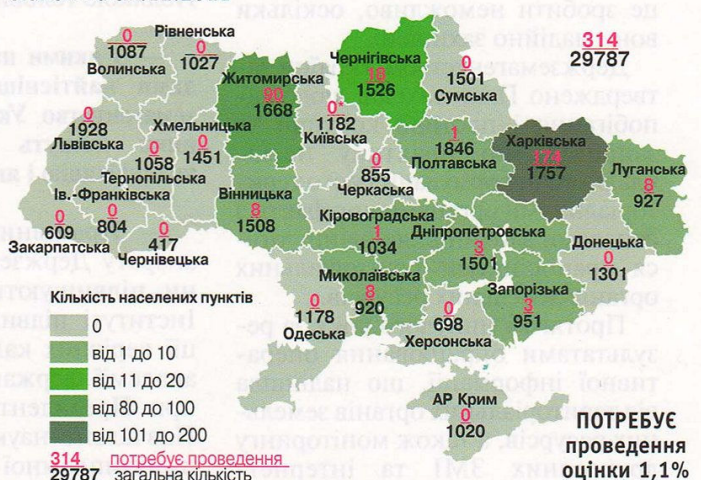 Рівненська
0
1027
0
1087
Волинська
Житомирська
90
1668
Чернігівська
18
1526
0
1501
Сумська
314
29787
0
1928
Львівська
Хмельницька
0
1451
0
1058
Тернопільська
0
1182
Київська
1
1846
Полтавська
Харківська
174
1757
Луганська
8
927
0
855
Черкаська
Ів.-Франківська
0
804
0
609
Закарпатська
0
417
Чернівецька
Вінницька
8
1508
Кіровоградська
1
1034
Дніпропетровська
3
1501
Донецька
0
1301
Миколаївська
8
920
Запорізька
3
951
0
1178
Одеська
0
698
Херсонська
АР Крим
0
1020
Кількість населених пунктів
0
від 1 до 10
від 11 до 20
від 80 до 100
від 101 до 200
314 потребує проведення
29787 загальна кількість
ПОТРЕБУЄ
проведення
оцінки 1,1%